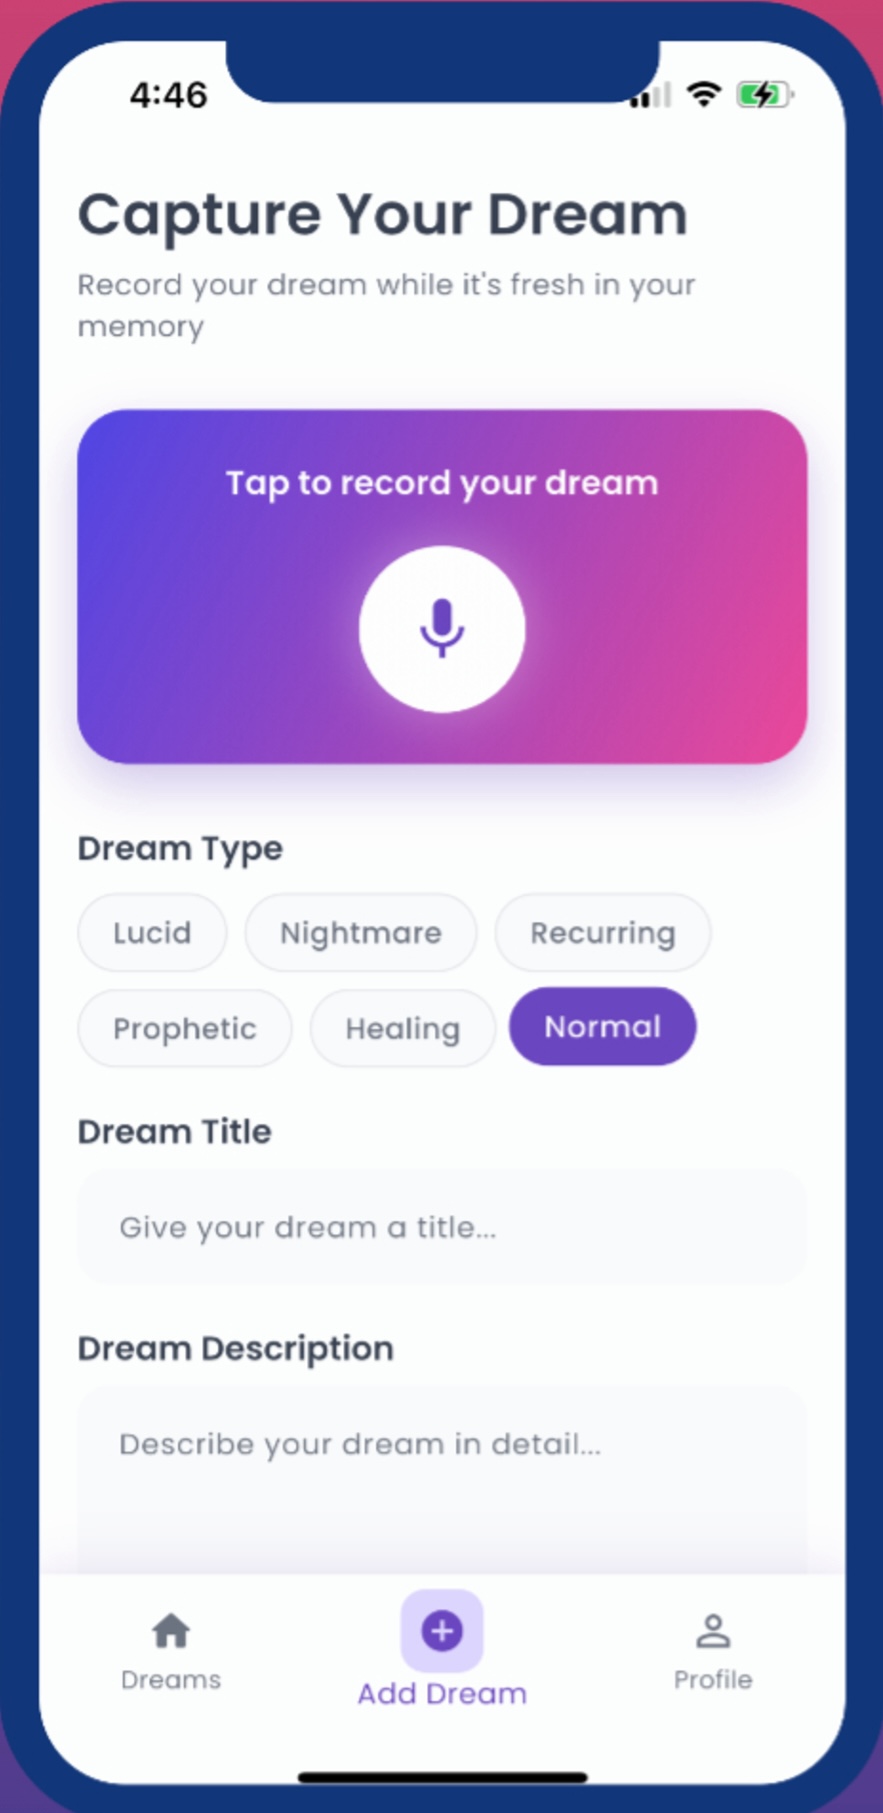 4:46
Capture Your Dream
Record your dream while it's fresh in your
memory
Tap to record your dream
Dream Type
Lucid Nightmare Recurring
Prophetic Healing Normal
Dream Title
Give your dream a title...
Dream Description
Describe your dream in detail...
Dreams Add Dream Profile